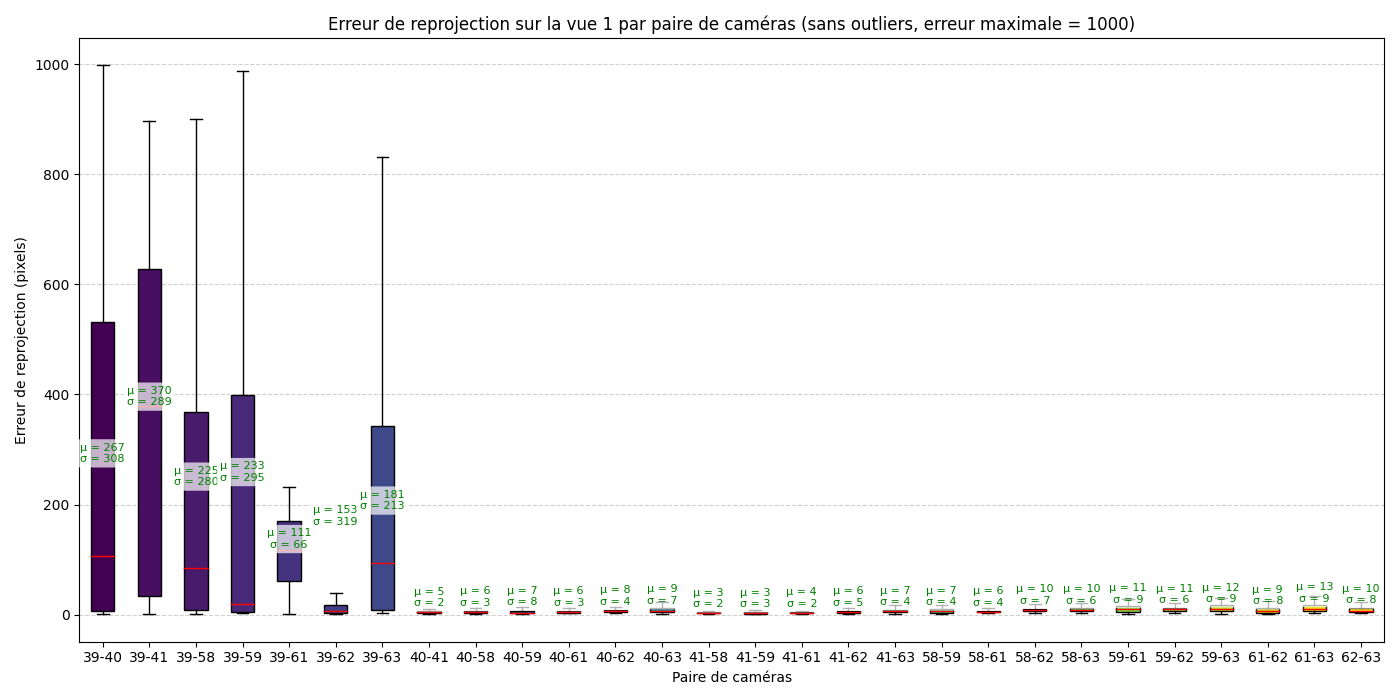 Erreur de reprojection sur la vue 1 par paire de caméras (sans outliers, erreur maximale = 1000)
Erreur de reprojection (pixels)
1000
800
600
400
200
0
μ = 267
σ = 308
μ = 370
σ = 289
μ = 225
σ = 280
μ = 233
σ = 295
μ = 111
σ = 66
μ = 153
σ = 319
μ = 181
σ = 213
μ = 5
σ = 2
μ = 6
σ = 3
μ = 7
σ = 8
μ = 6
σ = 3
μ = 8
σ = 4
μ = 9
σ = 7
μ = 3
σ = 2
μ = 3
σ = 3
μ = 4
σ = 2
μ = 6
σ = 5
μ = 7
σ = 4
μ = 7
σ = 4
μ = 6
σ = 4
μ = 10
σ = 7
μ = 10
σ = 6
μ = 11
σ = 9
μ = 11
σ = 6
μ = 12
σ = 9
μ = 9
σ = 8
μ = 13
σ = 9
μ = 10
σ = 8
39-40 39-41 39-58 39-59 39-61 39-62 39-63 40-41 40-58 40-59 40-61 40-62 40-63 41-58 41-59 41-61 41-62 41-63 58-59 58-61 58-62 58-63 59-61 59-62 59-63 61-62 61-63 62-63
Paire de caméras